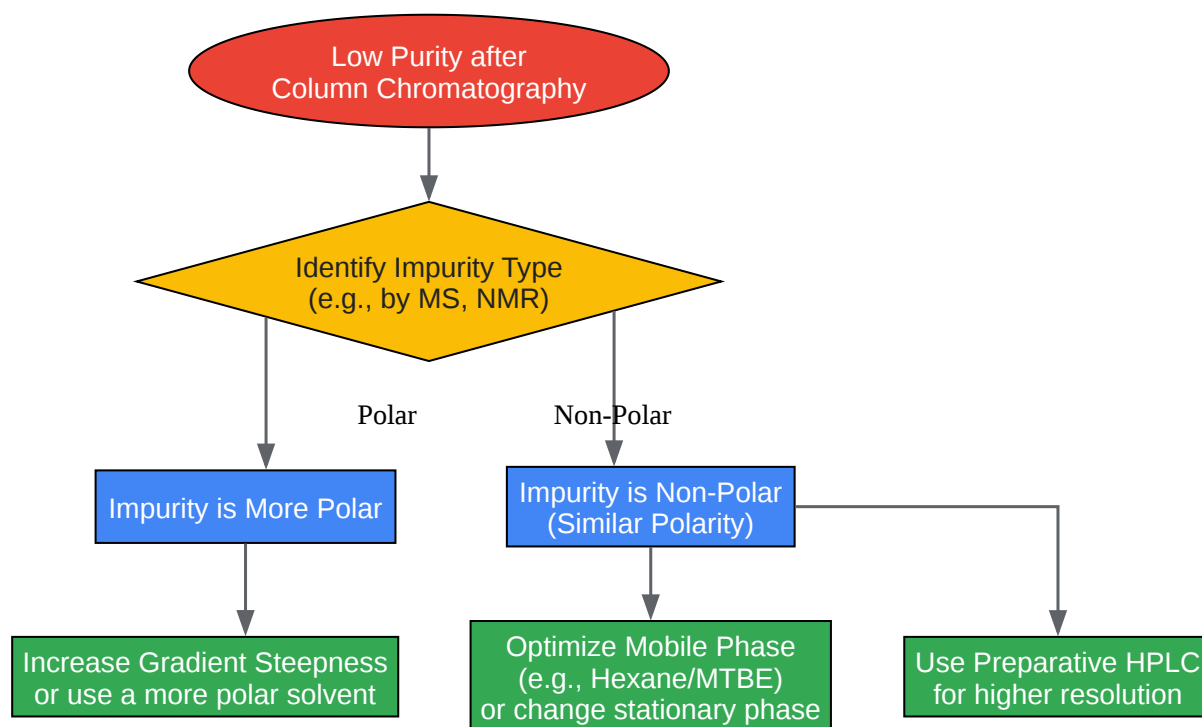 Low Purity after
Column Chromatography
Identify Impurity Type
(e.g., by MS, NMR)
Polar
Non-Polar
Impurity is More Polar
Impurity is Non-Polar
(Similar Polarity)
Increase Gradient Steepness
or use a more polar solvent
Optimize Mobile Phase
(e.g., Hexane/MTBE)
or change stationary phase
Use Preparative HPLC
for higher resolution